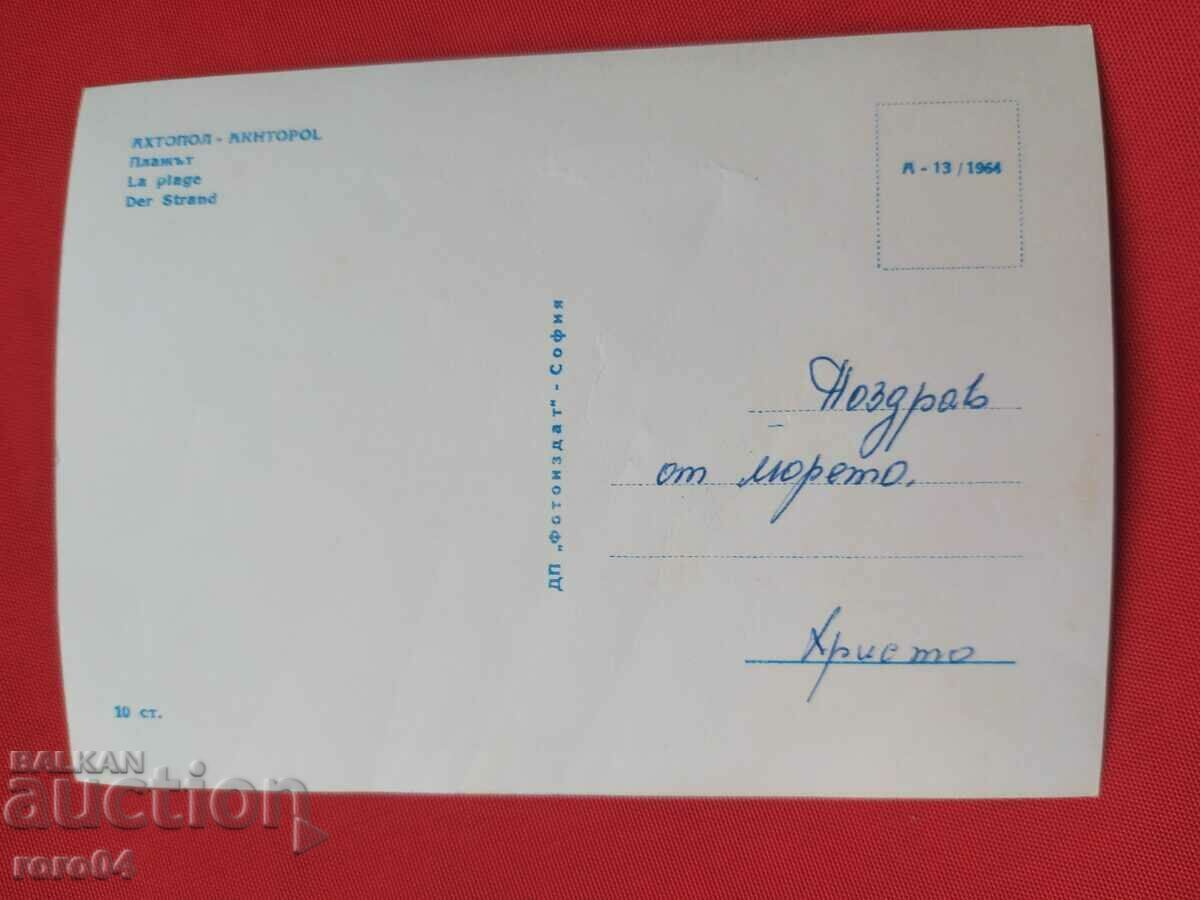 АХТОПОЛ - AKHTOPOL
Плажът
La plage
Der Strand
А - 13 / 1964
ДП „Фотоиздат" - София
Поздрав
от морето.
Христо
10 ст.
BALKAN
auction
roro04